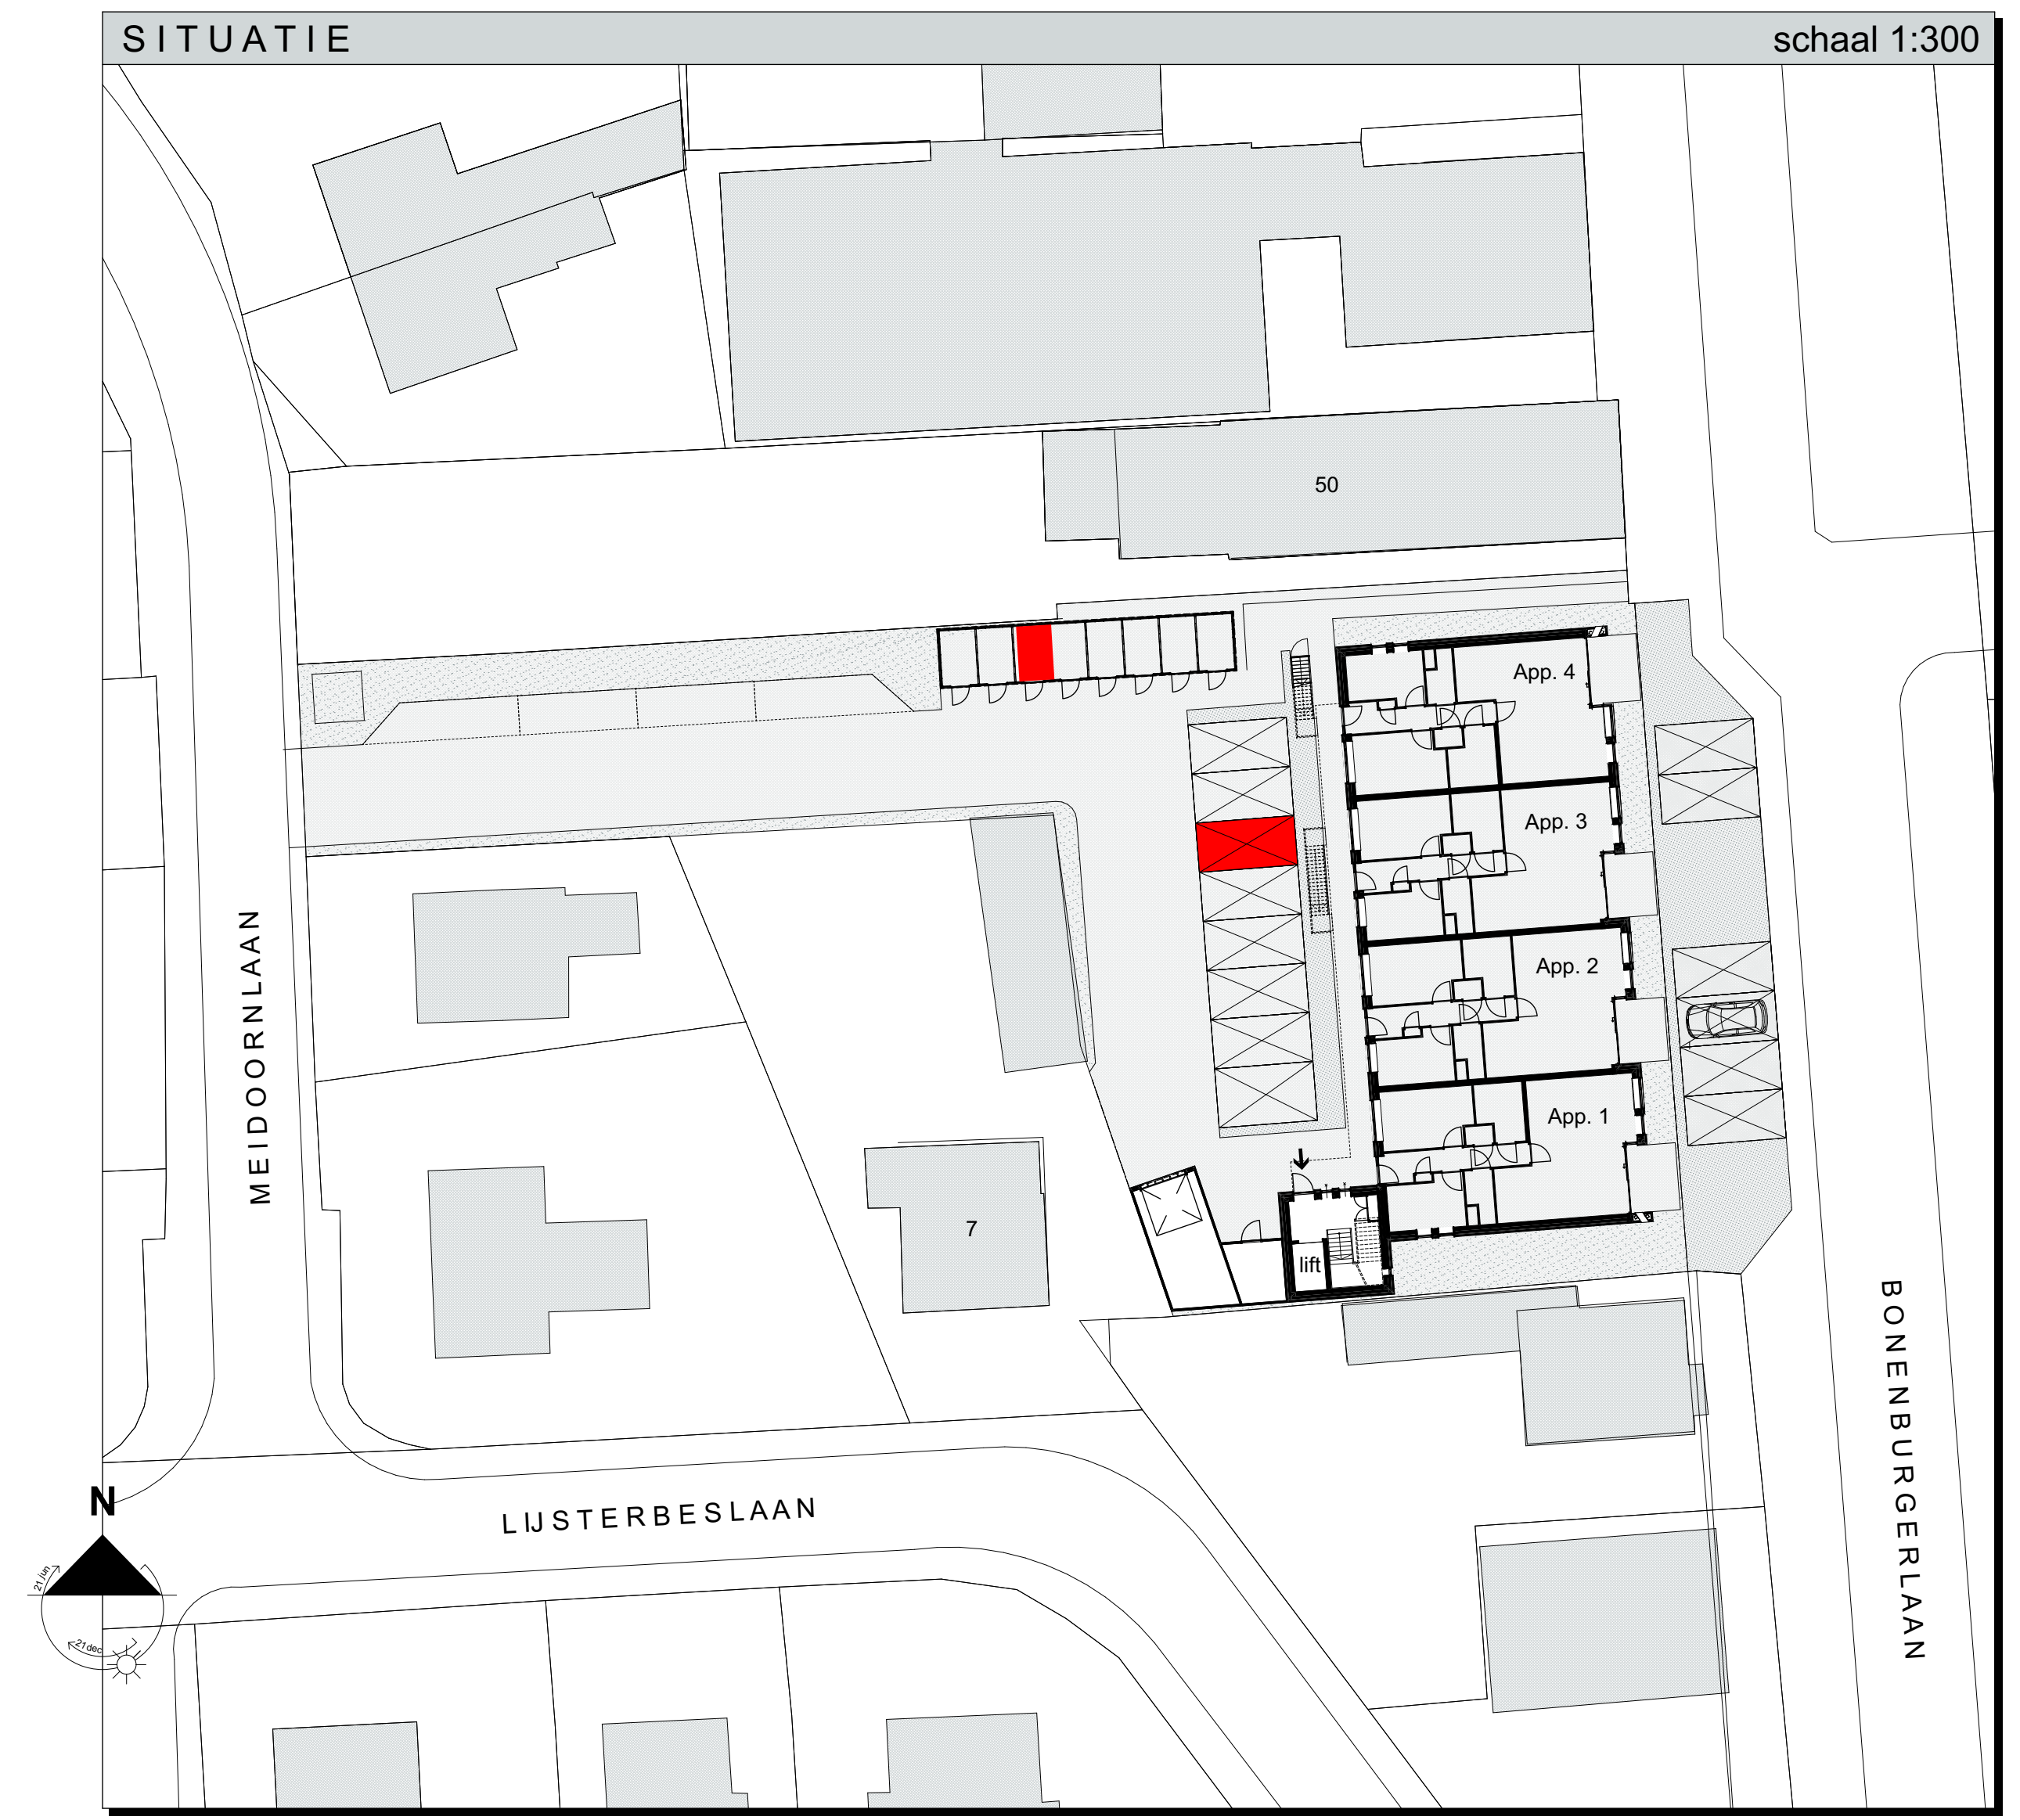 SITUATIE
schaal 1:300
50
App. 4
App. 3
App. 2
App. 1
MEIDOORNLAAN
7
lift
BONENBURGERLAAN
N
LIJSTERBESLAAN
21 jun
21 dec